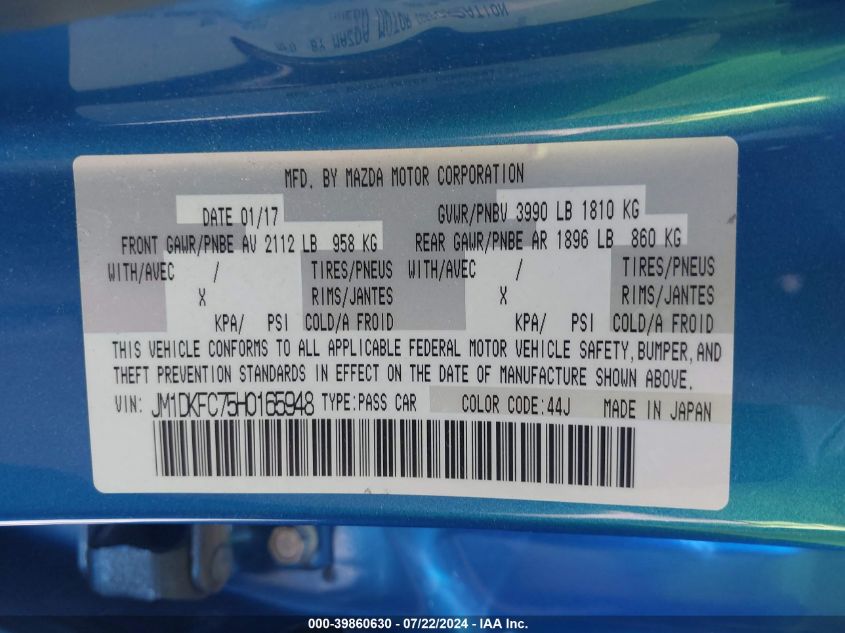 MFD. BY MAZDA MOTOR CORPORATION
DATE 01/17 GVWR/PNBV 3990 LB 1810 KG
FRONT GAWR/PNBE AV 2112 LB 958 KG REAR GAWR/PNBE AR 1896 LB 860 KG
WITH/AVEC / TIRES/PNEUS WITH/AVEC / TIRES/PNEUS
X RIMS/JANTES X RIMS/JANTES
KPA/ PSI COLD/A FROID KPA/ PSI COLD/A FROID
THIS VEHICLE CONFORMS TO ALL APPLICABLE FEDERAL MOTOR VEHICLE SAFETY, BUMPER, AND
THEFT PREVENTION STANDARDS IN EFFECT ON THE DATE OF MANUFACTURE SHOWN ABOVE.
VIN: JM1DKFC75H0165948 TYPE:PASS CAR COLOR CODE:44J MADE IN JAPAN
000-39860630 - 07/22/2024 - IAA Inc.